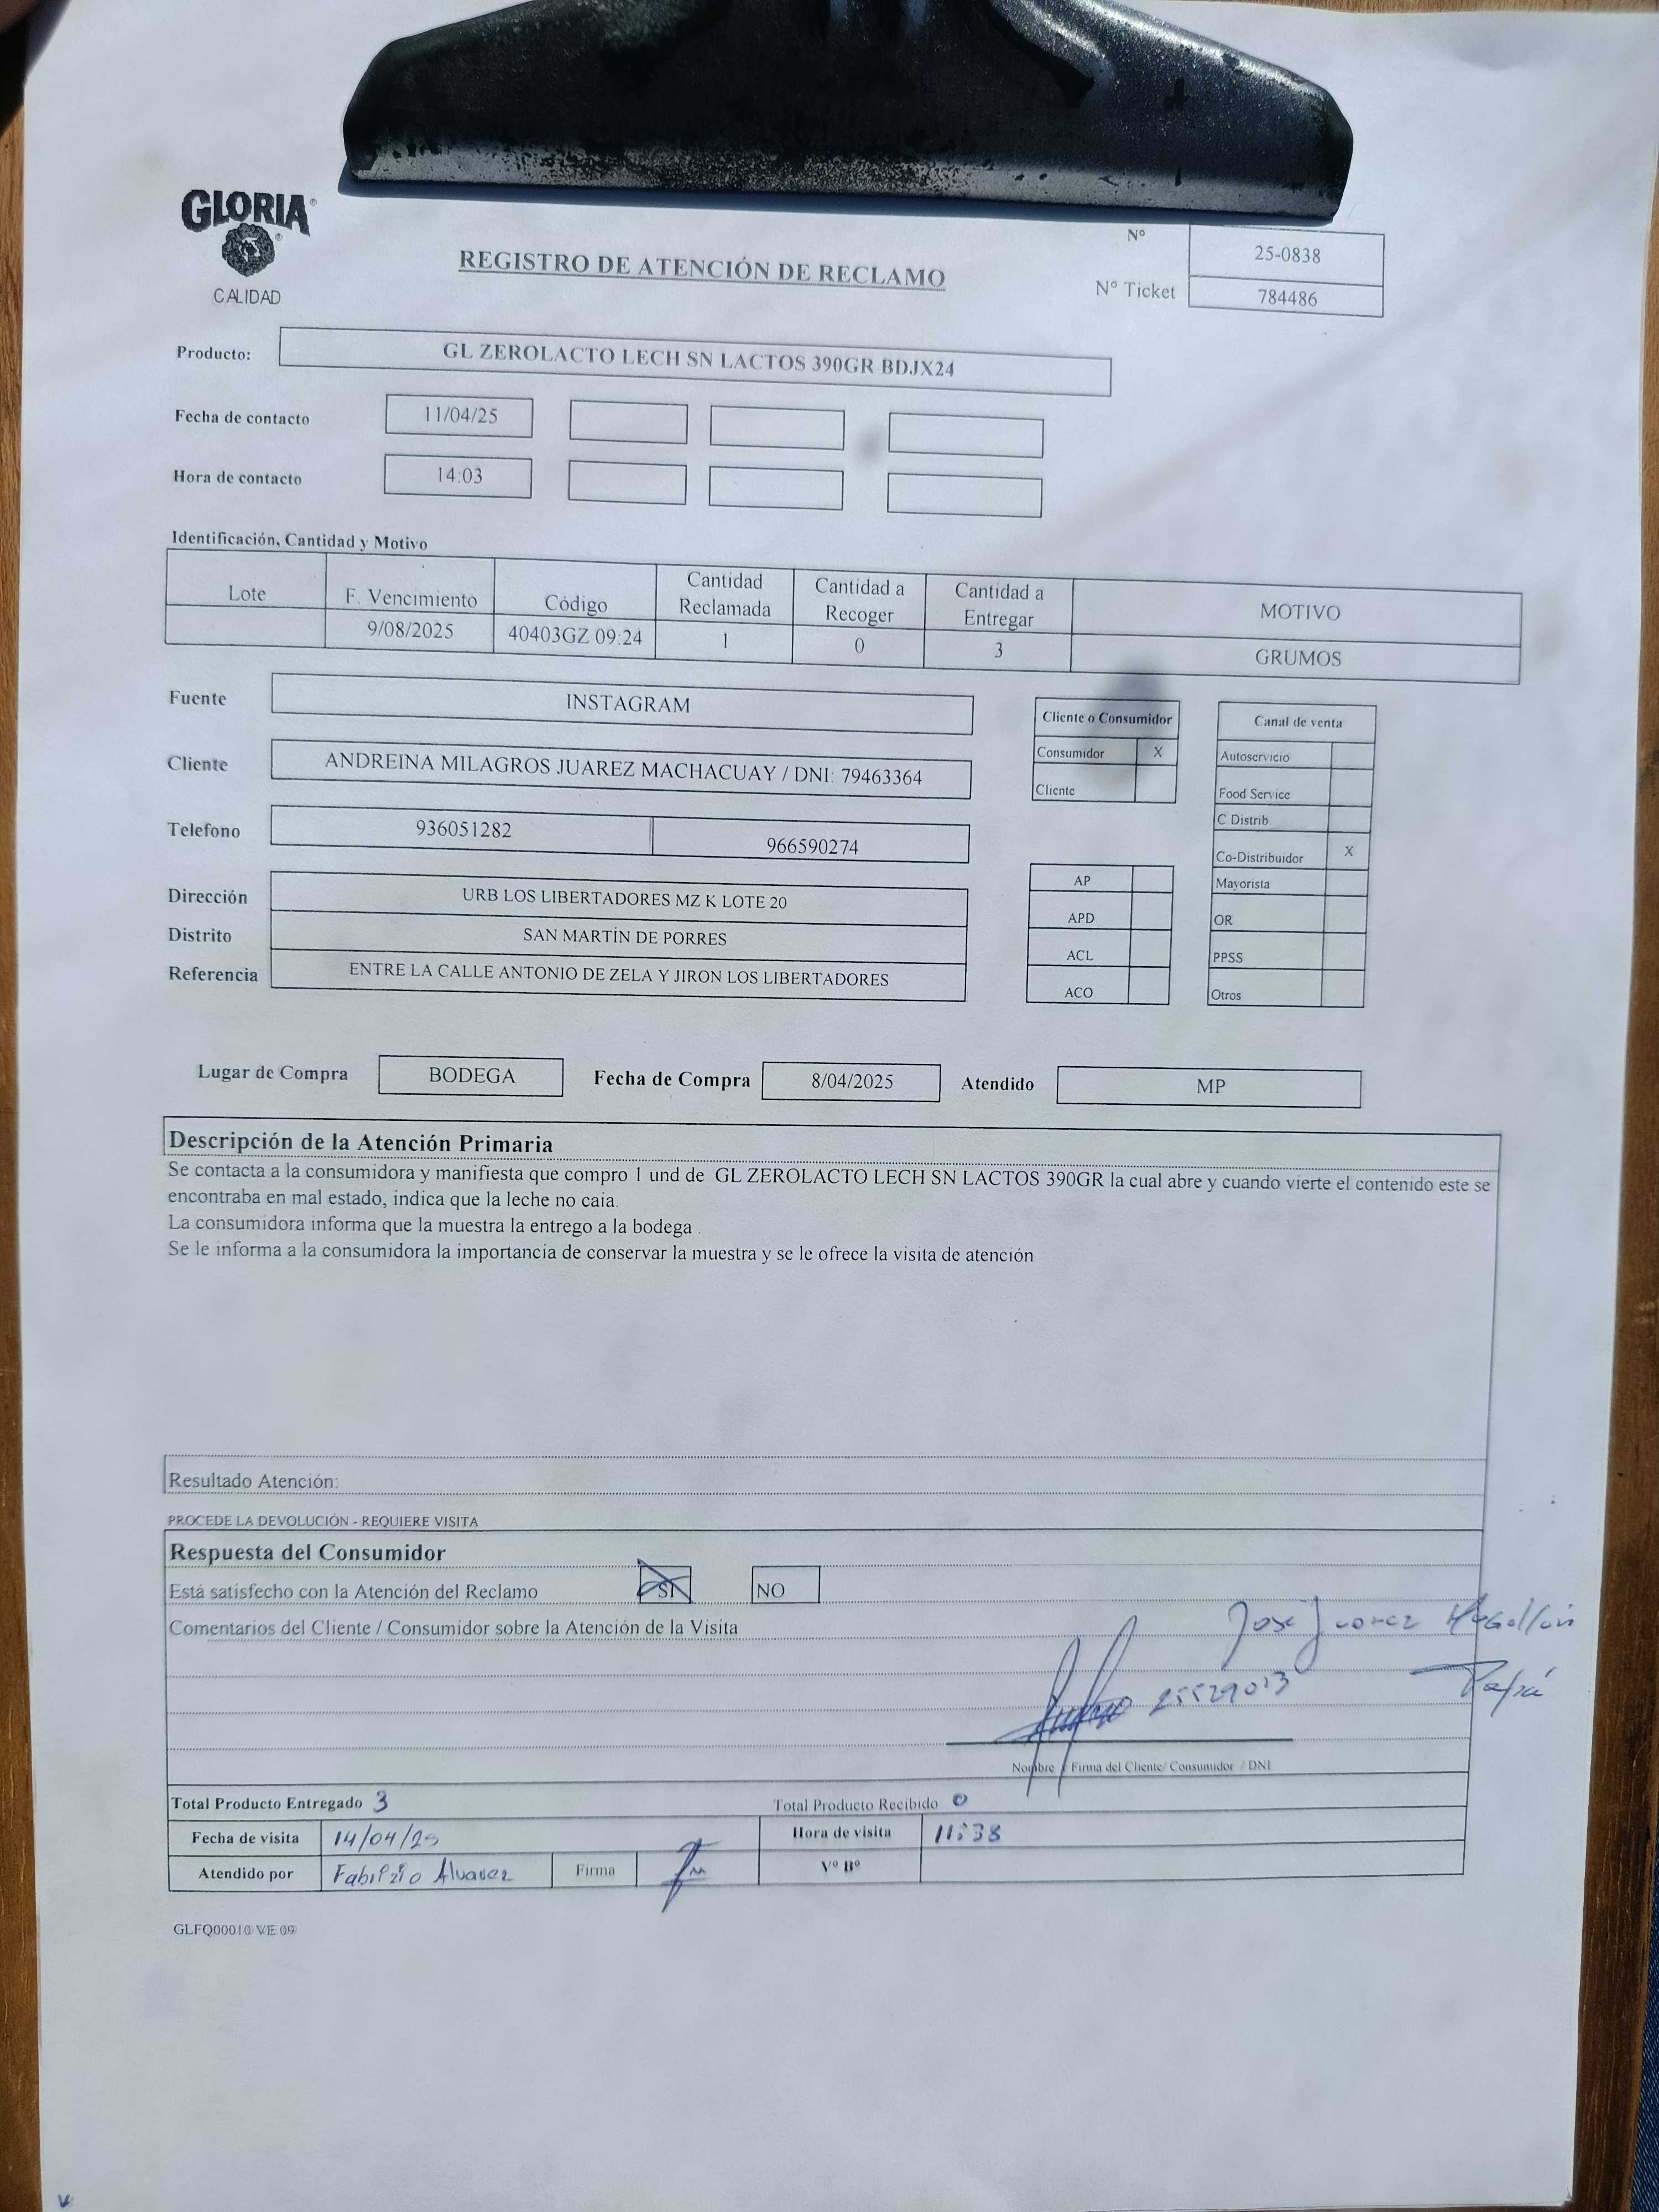 GLORIA
CALIDAD
REGISTRO DE ATENCIÓN DE RECLAMO
Nº 25-0838
Nº Ticket 784486
Producto: GL ZEROLACTO LECH SN LACTOS 390GR BDJX24
Fecha de contacto 11/04/25
Hora de contacto 14:03
Identificación, Cantidad y Motivo
Lote F. Vencimiento Código Cantidad Reclamada Cantidad a Recoger Cantidad a Entregar MOTIVO
9/08/2025 40403GZ 09:24 1 0 3 GRUMOS
Fuente INSTAGRAM
Cliente ANDREINA MILAGROS JUAREZ MACHACUAY / DNI: 79463364
Telefono 936051282 966590274
Dirección URB LOS LIBERTADORES MZ K LOTE 20
Distrito SAN MARTÍN DE PORRES
Referencia ENTRE LA CALLE ANTONIO DE ZELA Y JIRON LOS LIBERTADORES
Cliente o Consumidor
Consumidor X
Cliente
AP
APD
ACL
ACO
Canal de venta
Autoservicio
Food Service
C Distrib.
Co-Distribuidor X
Mayorista
OR
PPSS
Otros
Lugar de Compra BODEGA Fecha de Compra 8/04/2025 Atendido MP
Descripción de la Atención Primaria
Se contacta a la consumidora y manifiesta que compro 1 und de GL ZEROLACTO LECH SN LACTOS 390GR la cual abre y cuando vierte el contenido este se
encontraba en mal estado, indica que la leche no caia.
La consumidora informa que la muestra la entrego a la bodega .
Se le informa a la consumidora la importancia de conservar la muestra y se le ofrece la visita de atención
Resultado Atención:
PROCEDE LA DEVOLUCIÓN - REQUIERE VISITA
Respuesta del Consumidor
Está satisfecho con la Atención del Reclamo SI NO
Comentarios del Cliente / Consumidor sobre la Atención de la Visita
José Juarez
25529013 Papá
Nombre / Firma del Cliente/ Consumidor / DNI
Total Producto Entregado 3 Total Producto Recibido 0
Fecha de visita 14/04/25 Hora de visita 11:38
Atendido por Fabrizio Alvarez Firma Vº Bº
GLFQ00010 VE 09